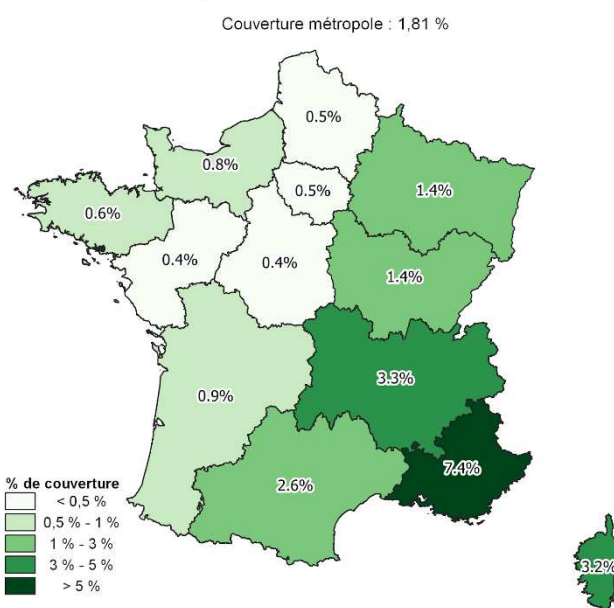 Couverture métropole : 1,81 %
0.5%
0.8%
0.5%
1.4%
0.6%
0.4%
0.4%
1.4%
3.3%
0.9%
7.4%
2.6%
% de couverture
< 0,5 %
0,5 % - 1 %
1 % - 3 %
3 % - 5 %
> 5 %
3.2%